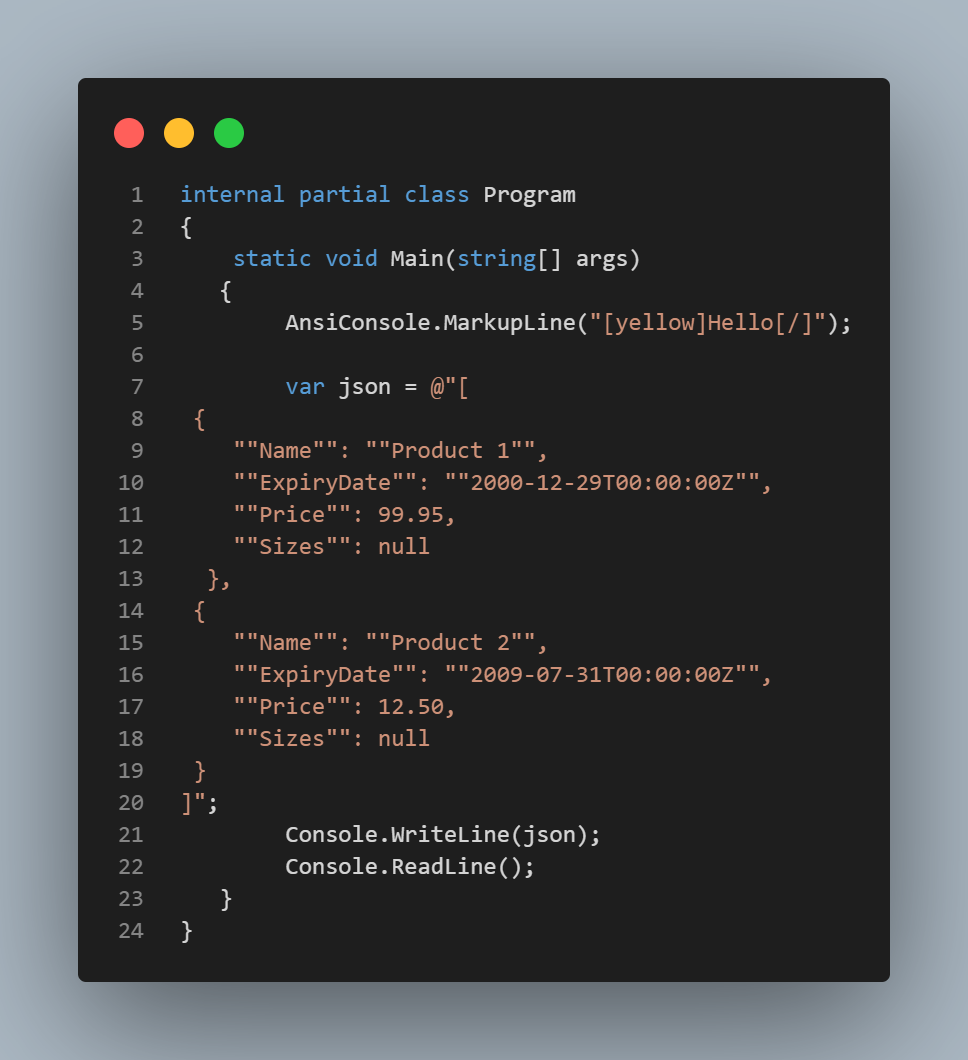 1 internal partial class Program
2 {
3     static void Main(string[] args)
4    {
5         AnsiConsole.MarkupLine("[yellow]Hello[/]");
6
7         var json = @"[
8  {
9     ""Name"": ""Product 1"",
10     ""ExpiryDate"": ""2000-12-29T00:00:00Z"",
11     ""Price"": 99.95,
12     ""Sizes"": null
13   },
14  {
15     ""Name"": ""Product 2"",
16     ""ExpiryDate"": ""2009-07-31T00:00:00Z"",
17     ""Price"": 12.50,
18     ""Sizes"": null
19  }
20 ]";
21         Console.WriteLine(json);
22         Console.ReadLine();
23    }
24 }